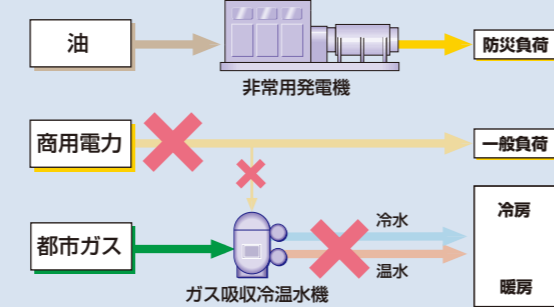 油
防災負荷
非常用発電機
商用電力
一般負荷
冷水
冷房
都市ガス
温水
暖房
ガス吸収冷温水機